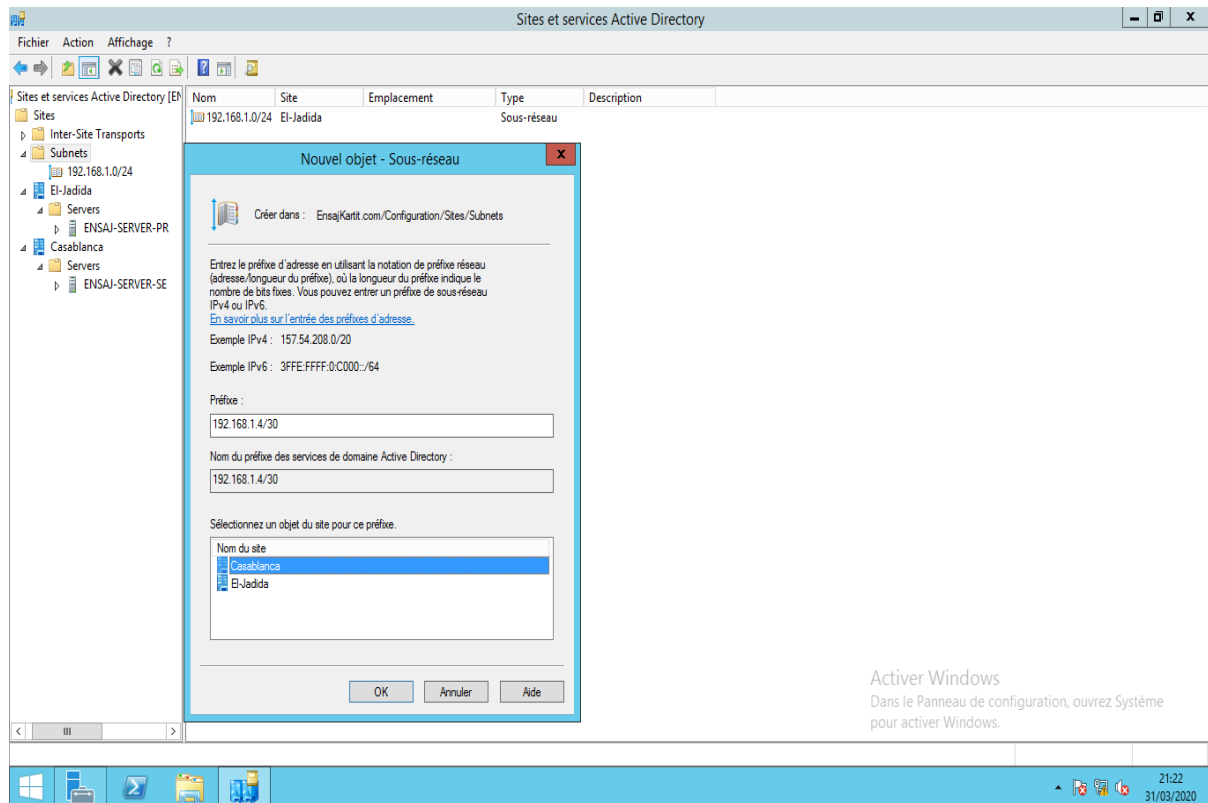 Sites et services Active Directory
Fichier Action Affichage ?
Sites et services Active Directory [EN
Sites
Inter-Site Transports
Subnets
192.168.1.0/24
El-Jadida
Servers
ENSAJ-SERVER-PR
Casablanca
Servers
ENSAJ-SERVER-SE
Nom Site Emplacement Type Description
192.168.1.0/24 El-Jadida Sous-réseau
Nouvel objet - Sous-réseau
Créer dans : EnsajKartit.com/Configuration/Sites/Subnets
Entrez le préfixe d'adresse en utilisant la notation de préfixe réseau
(adresse/longueur du préfixe), où la longueur du préfixe indique le
nombre de bits fixes. Vous pouvez entrer un préfixe de sous-réseau
IPv4 ou IPv6.
En savoir plus sur l'entrée des préfixes d'adresse.
Exemple IPv4 : 157.54.208.0/20
Exemple IPv6 : 3FFE:FFFF:0:C000::/64
Préfixe :
192.168.1.4/30
Nom du préfixe des services de domaine Active Directory :
192.168.1.4/30
Sélectionnez un objet du site pour ce préfixe.
Nom du site
Casablanca
El-Jadida
OK Annuler Aide
Activer Windows
Dans le Panneau de configuration, ouvrez Système
pour activer Windows.
21:22
31/03/2020